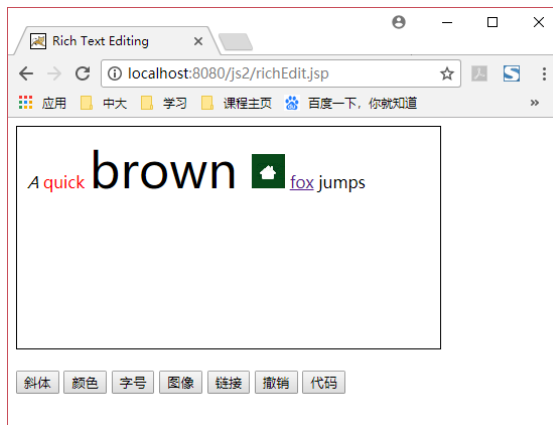 Rich Text Editing
localhost:8080/js2/richEdit.jsp
应用 中大 学习 课程主页 百度一下，你就知道 »
A quick brown fox jumps
斜体 颜色 字号 图像 链接 撤销 代码